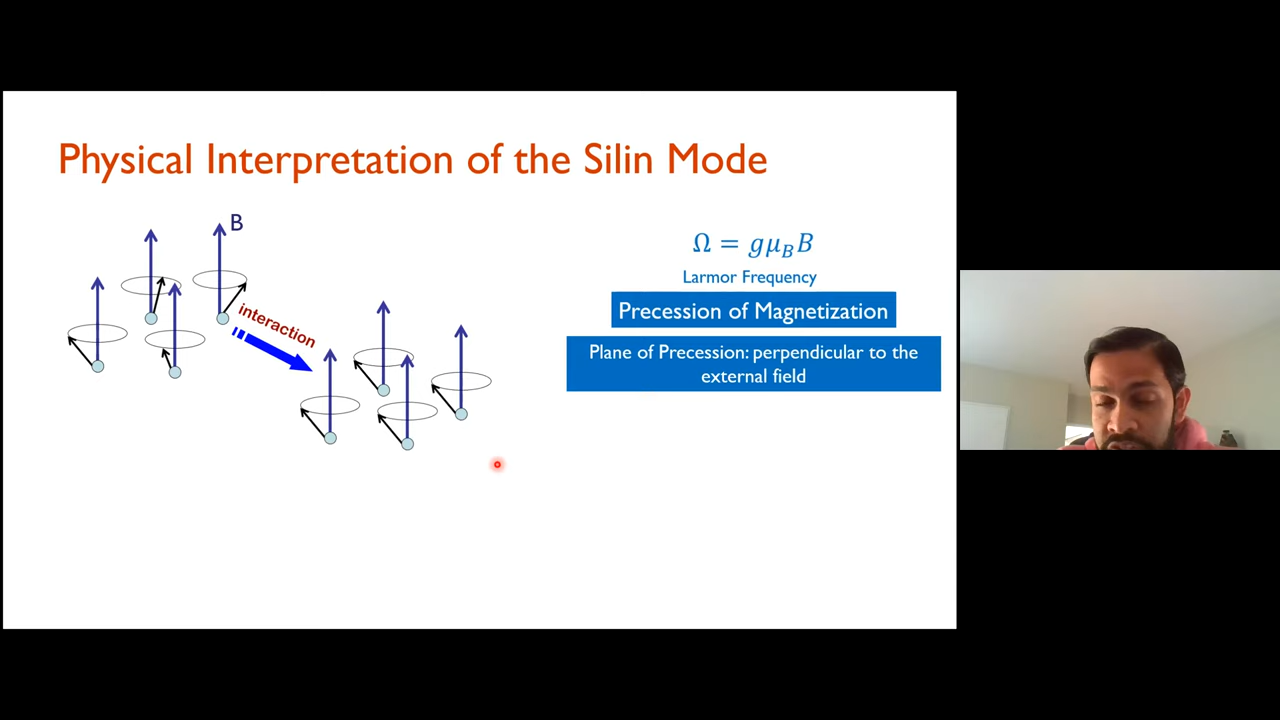 Physical Interpretation of the Silin Mode
B
interaction
Ω = gμ_B B
Larmor Frequency
Precession of Magnetization
Plane of Precession: perpendicular to the
external field